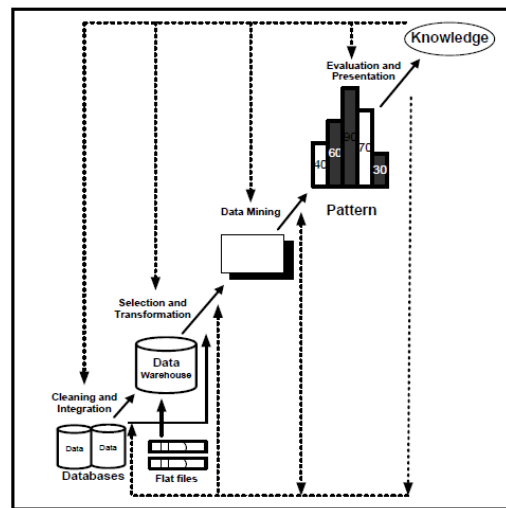 Knowledge
Evaluation and
Presentation
40
60
90
70
30
Pattern
Data Mining
Selection and
Transformation
Data
Warehouse
Cleaning and
Integration
Data
Data
Databases
Flat files